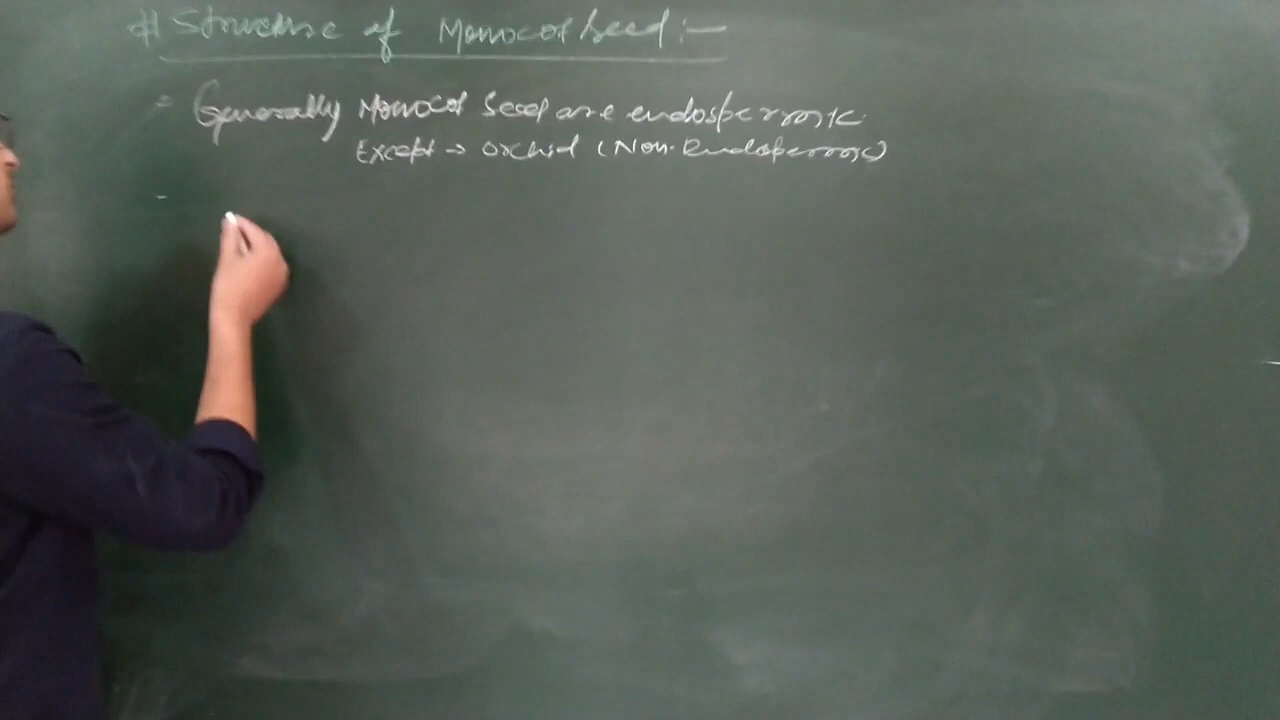 # Structure of Monocot Seed :-
- Generally Monocot Seed are endospermic.
Except → Orchid (Non-Endospermic)
-